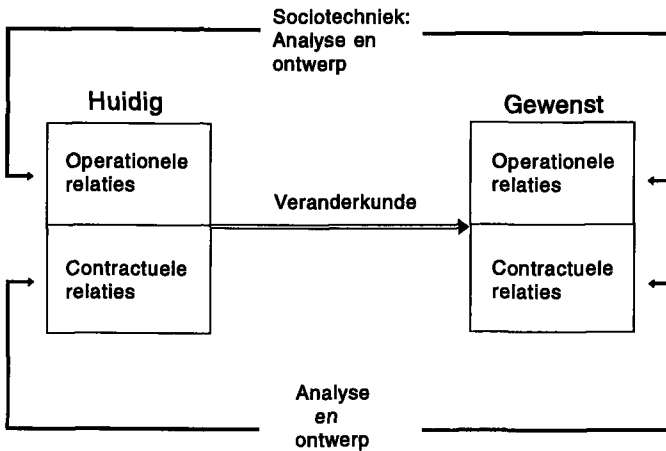 Sociotechniek:
Analyse en
ontwerp
Huidig
Gewenst
Operationele
relaties
Operationele
relaties
Veranderkunde
Contractuele
relaties
Contractuele
relaties
Analyse
en
ontwerp